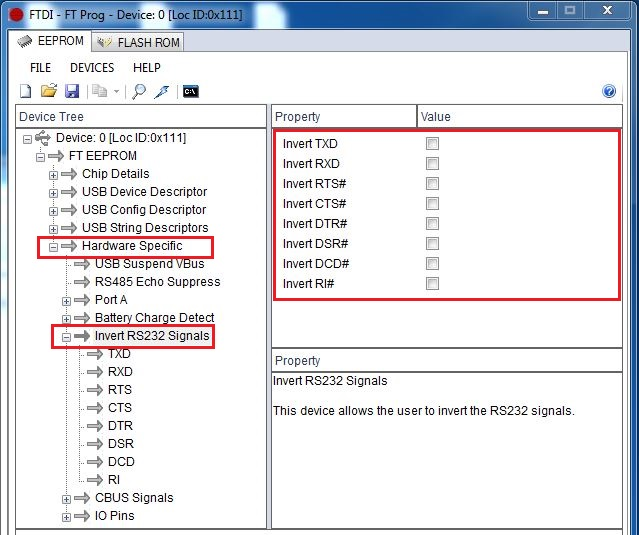 FTDI - FT Prog - Device: 0 [Loc ID:0x111]
EEPROM FLASH ROM
FILE DEVICES HELP
C:\
?
Device Tree
Device: 0 [Loc ID:0x111]
FT EEPROM
Chip Details
USB Device Descriptor
USB Config Descriptor
USB String Descriptors
Hardware Specific
USB Suspend VBus
RS485 Echo Suppress
Port A
Battery Charge Detect
Invert RS232 Signals
TXD
RXD
RTS
CTS
DTR
DSR
DCD
RI
CBUS Signals
IO Pins
Property Value
Invert TXD
Invert RXD
Invert RTS#
Invert CTS#
Invert DTR#
Invert DSR#
Invert DCD#
Invert RI#
Property
Invert RS232 Signals
This device allows the user to invert the RS232 signals.